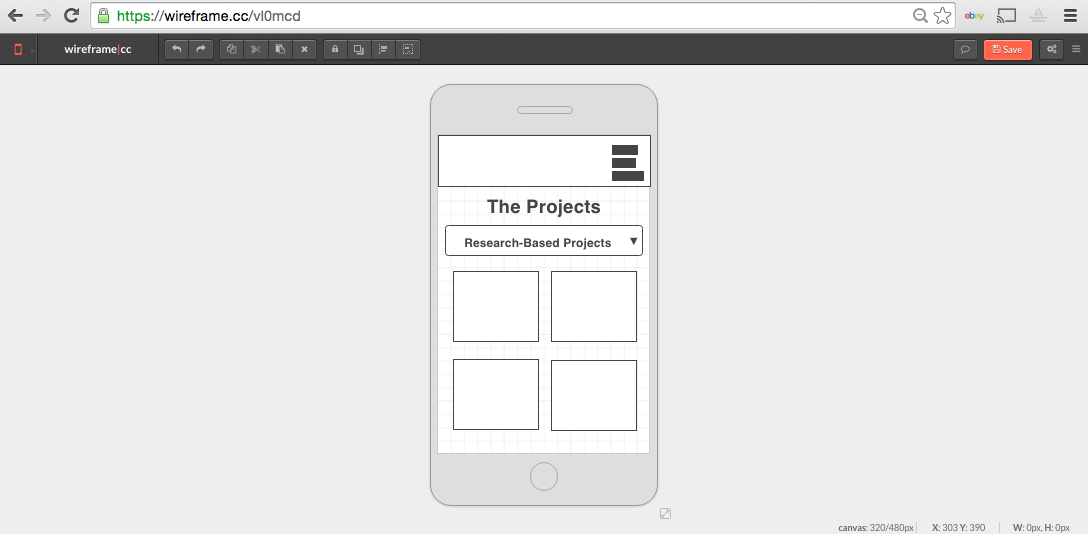 https://wireframe.cc/vl0mcd
ebay
wireframe|cc
Save
The Projects
Research-Based Projects
canvas: 320/480px
X: 303 Y: 390
W: 0px, H: 0px